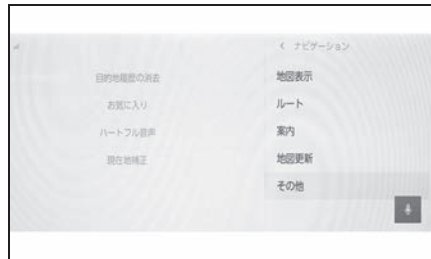 < ナビゲーション
目的地履歴の消去
お気に入り
ハートフル音声
現在地補正
地図表示
ルート
案内
地図更新
その他